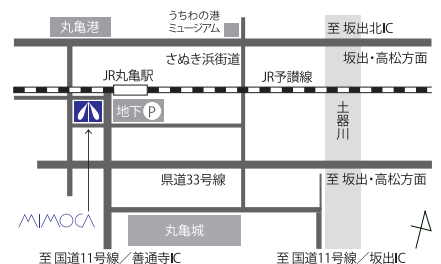 うちわの港
ミュージアム
丸亀港
至 坂出北IC
さぬき浜街道
坂出・高松方面
JR丸亀駅
JR予讃線
地下P
土器川
県道33号線
至 坂出・高松方面
MIMOCA
丸亀城
至 国道11号線／善通寺IC
至 国道11号線／坂出IC